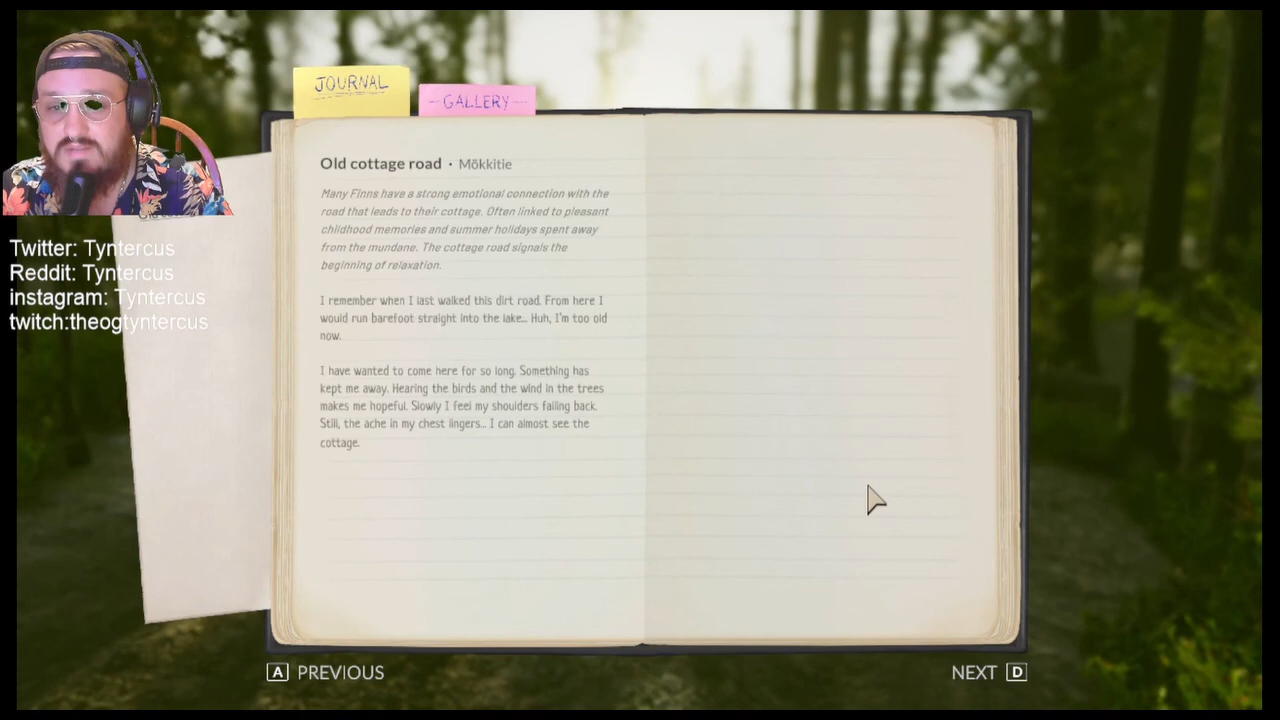 JOURNAL
-GALLERY-
Old cottage road · Mökkitie
Many Finns have a strong emotional connection with the
road that leads to their cottage. Often linked to pleasant
childhood memories and summer holidays spent away
from the mundane. The cottage road signals the
beginning of relaxation.
I remember when I last walked this dirt road. From here I
would run barefoot straight into the lake... Huh, I'm too old
now.
I have wanted to come here for so long. Something has
kept me away. Hearing the birds and the wind in the trees
makes me hopeful. Slowly I feel my shoulders falling back.
Still, the ache in my chest lingers... I can almost see the
cottage.
Twitter: Tyntercus
Reddit: Tyntercus
instagram: Tyntercus
twitch:theogtyntercus
A PREVIOUS
NEXT D